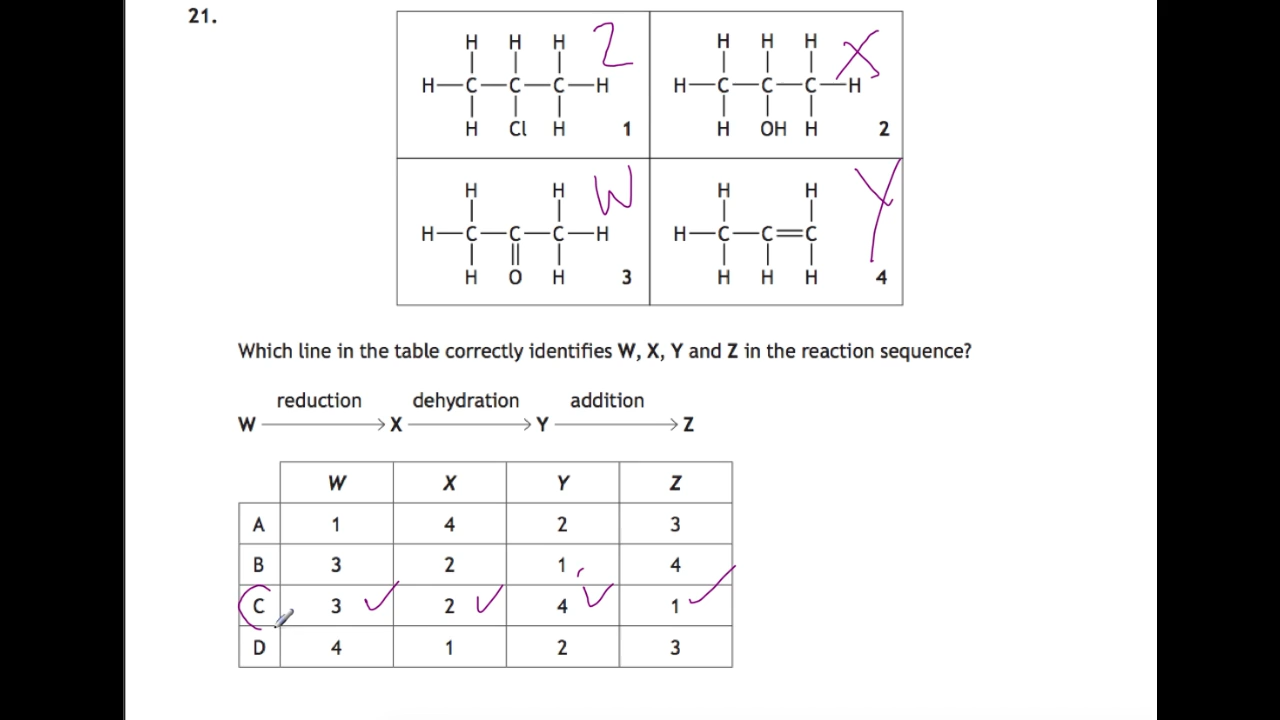 21.
H H H Z
H—C—C—C—H
H Cl H 1
H H H X
H—C—C—C—H
H OH H 2
H H W
H—C—C—C—H
H O H 3
H H Y
H—C—C=C
H H H 4
Which line in the table correctly identifies W, X, Y and Z in the reaction sequence?
reduction dehydration addition
W X Y Z
W X Y Z
A 1 4 2 3
B 3 2 1 4
C 3 2 4 1
D 4 1 2 3